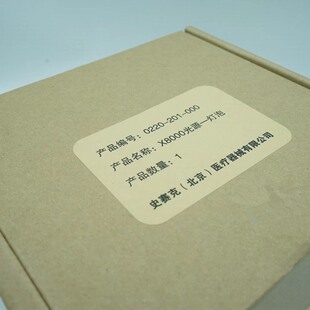 产品编号：0220-201-000
产品名称：X8000光源—灯泡
产品数量：1
史赛克（北京）医疗器械有限公司